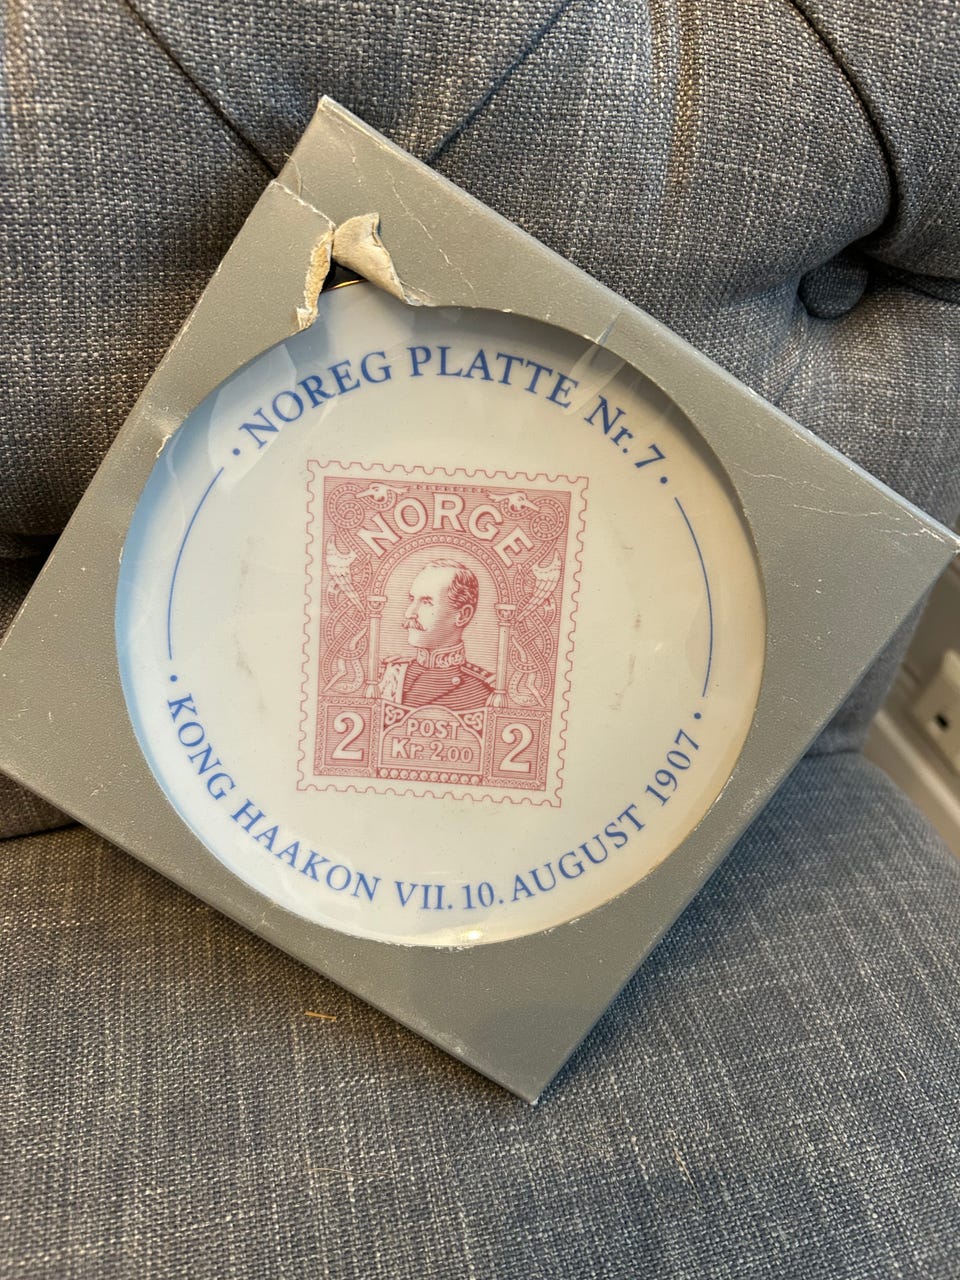 · NOREG PLATTE Nr. 7 ·
NORGE
2 POST 2
Kr. 2.00
· KONG HAAKON VII. 10. AUGUST 1907 ·